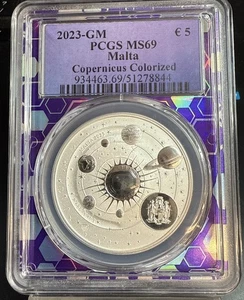 2023-GM € 5
PCGS MS69
Malta
Copernicus Colorized
934463.69/51278844